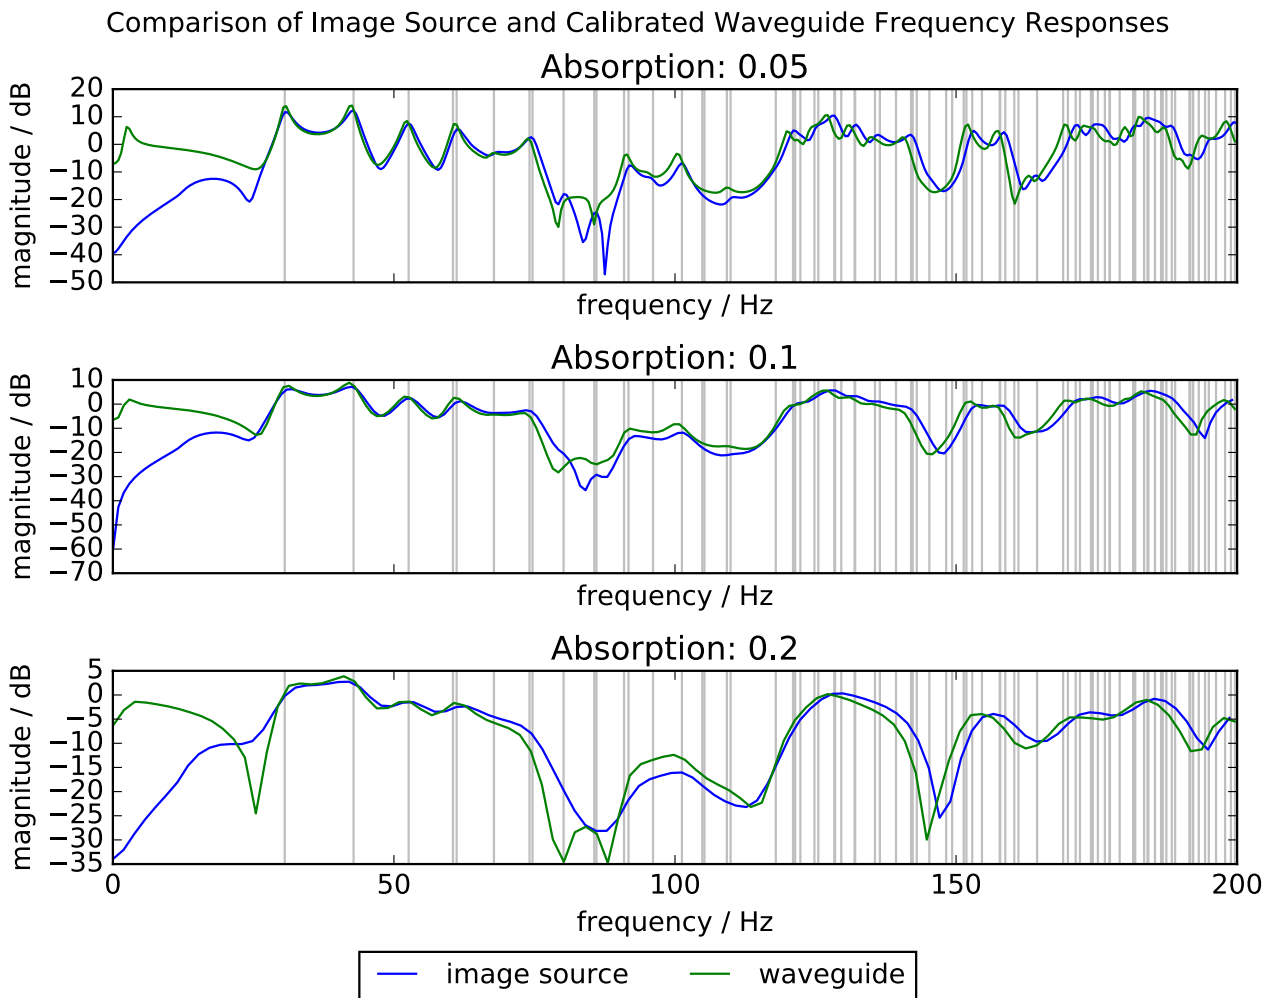 Comparison of Image Source and Calibrated Waveguide Frequency Responses
Absorption: 0.05
magnitude / dB
20
10
0
−10
−20
−30
−40
−50
frequency / Hz
Absorption: 0.1
magnitude / dB
10
0
−10
−20
−30
−40
−50
−60
−70
frequency / Hz
Absorption: 0.2
magnitude / dB
5
0
−5
−10
−15
−20
−25
−30
−35
0 50 100 150 200
frequency / Hz
image source waveguide